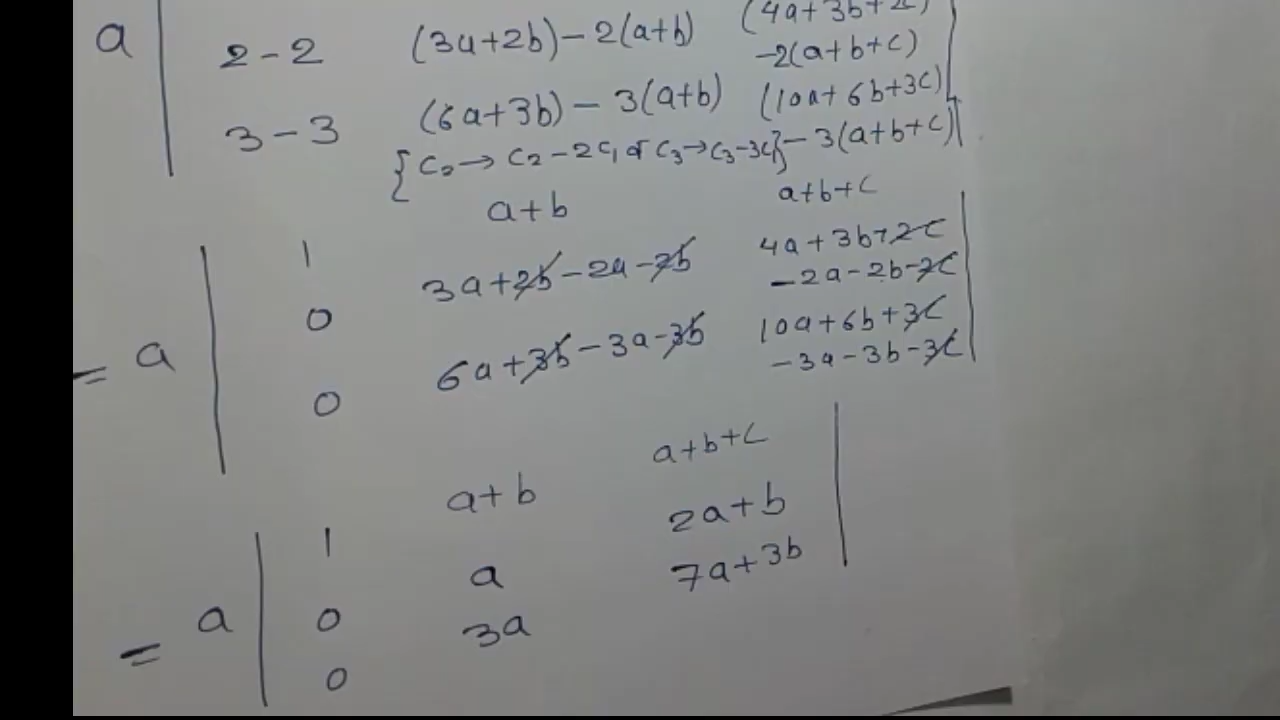 a | 2-2 (3a+2b)-2(a+b) (4a+3b+2c) |
-2(a+b+c)
3-3 (6a+3b)-3(a+b) (10a+6b+3c)
{C2→C2-2C1 or C3→C3-3C1} -3(a+b+c)
1 a+b a+b+c
0 3a+2b-2a-2b 4a+3b+2c
-2a-2b-2c
= a | 0 6a+3b-3a-3b 10a+6b+3c |
-3a-3b-3c
1 a+b a+b+c
= a | 0 a 2a+b |
0 3a 7a+3b